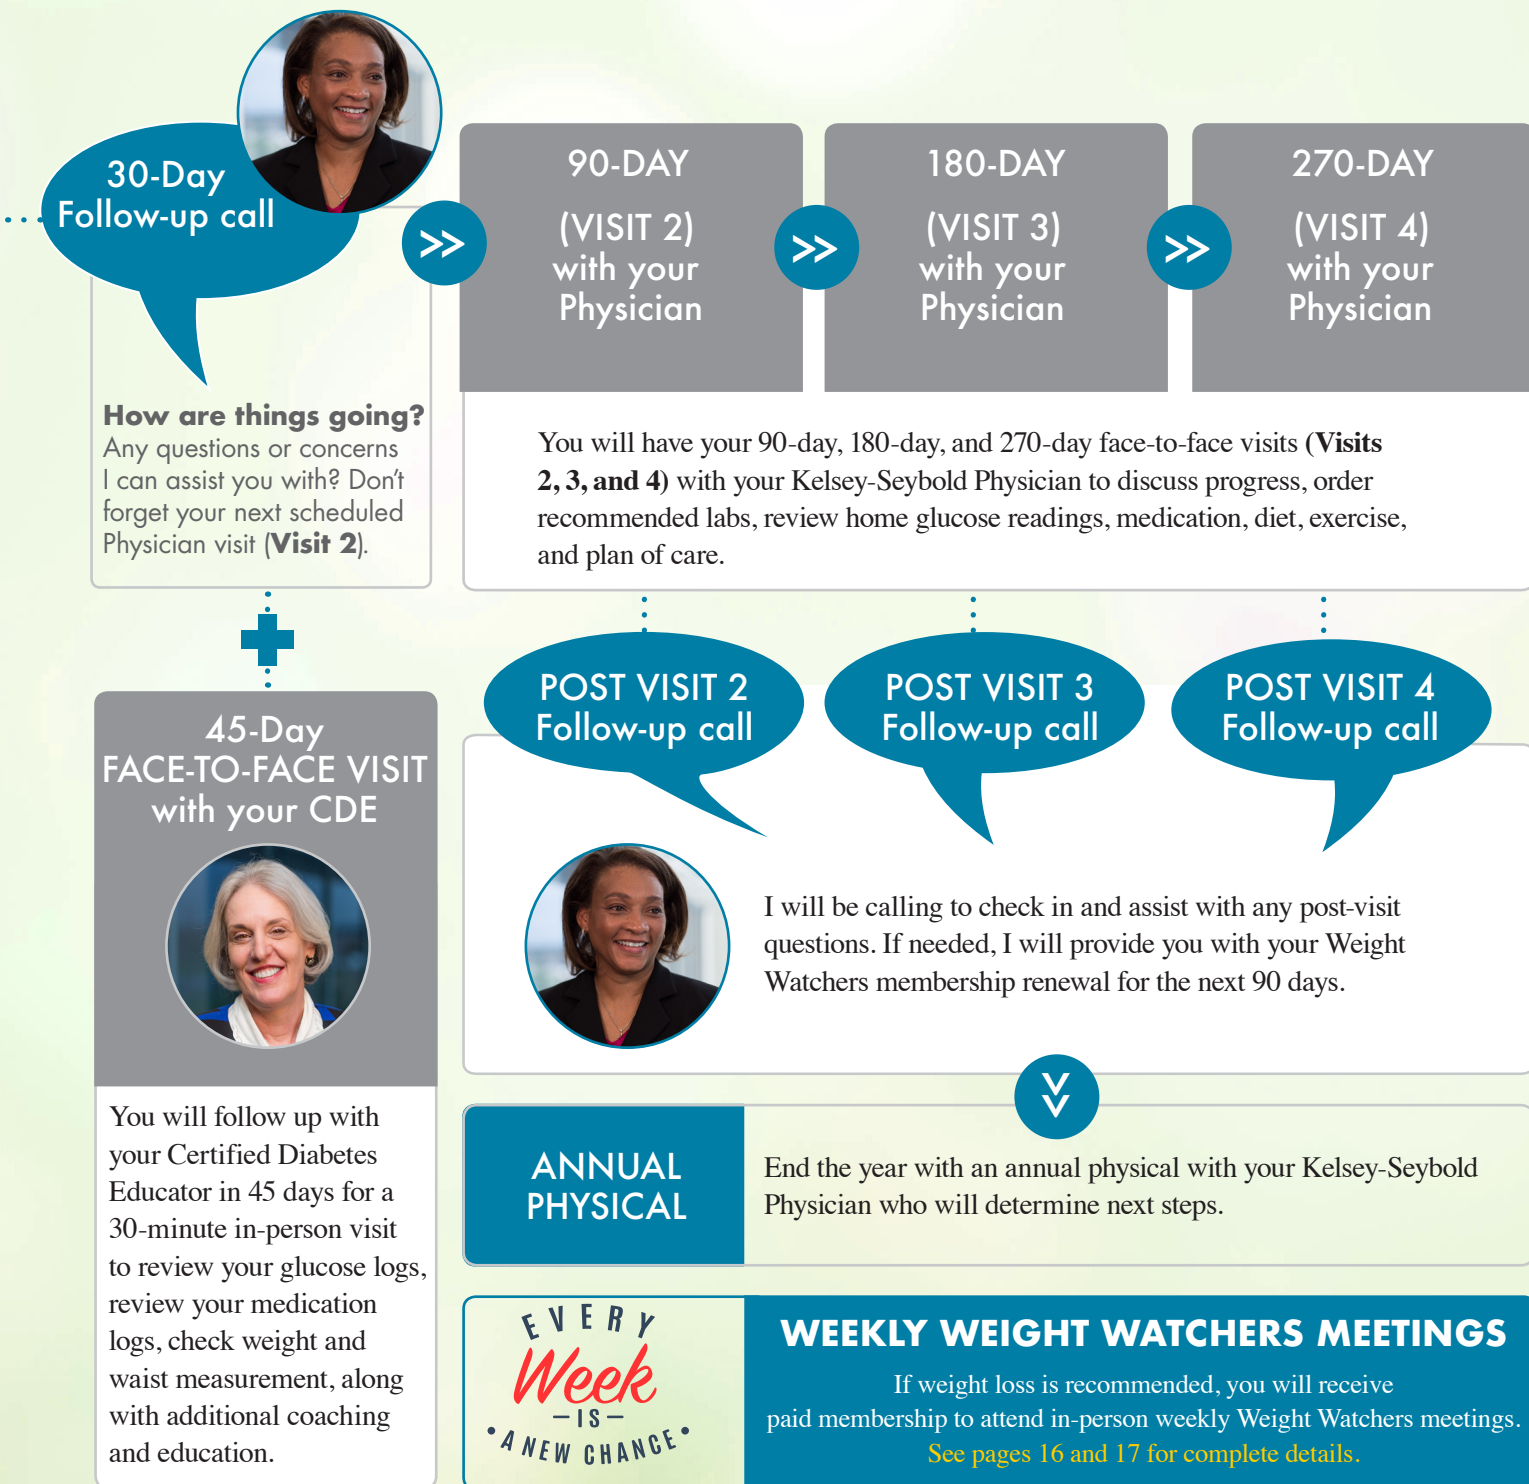 30-Day
Follow-up call
How are things going?
Any questions or concerns
I can assist you with? Don't
forget your next scheduled
Physician visit (Visit 2).
90-DAY
(VISIT 2)
with your
Physician
180-DAY
(VISIT 3)
with your
Physician
270-DAY
(VISIT 4)
with your
Physician
You will have your 90-day, 180-day, and 270-day face-to-face visits (Visits
2, 3, and 4) with your Kelsey-Seybold Physician to discuss progress, order
recommended labs, review home glucose readings, medication, diet, exercise,
and plan of care.
45-Day
FACE-TO-FACE VISIT
with your CDE
You will follow up with
your Certified Diabetes
Educator in 45 days for a
30-minute in-person visit
to review your glucose logs,
review your medication
logs, check weight and
waist measurement, along
with additional coaching
and education.
POST VISIT 2
Follow-up call
POST VISIT 3
Follow-up call
POST VISIT 4
Follow-up call
I will be calling to check in and assist with any post-visit
questions. If needed, I will provide you with your Weight
Watchers membership renewal for the next 90 days.
ANNUAL
PHYSICAL
End the year with an annual physical with your Kelsey-Seybold
Physician who will determine next steps.
EVERY
Week
– IS –
• A NEW CHANCE •
WEEKLY WEIGHT WATCHERS MEETINGS
If weight loss is recommended, you will receive
paid membership to attend in-person weekly Weight Watchers meetings.
See pages 16 and 17 for complete details.